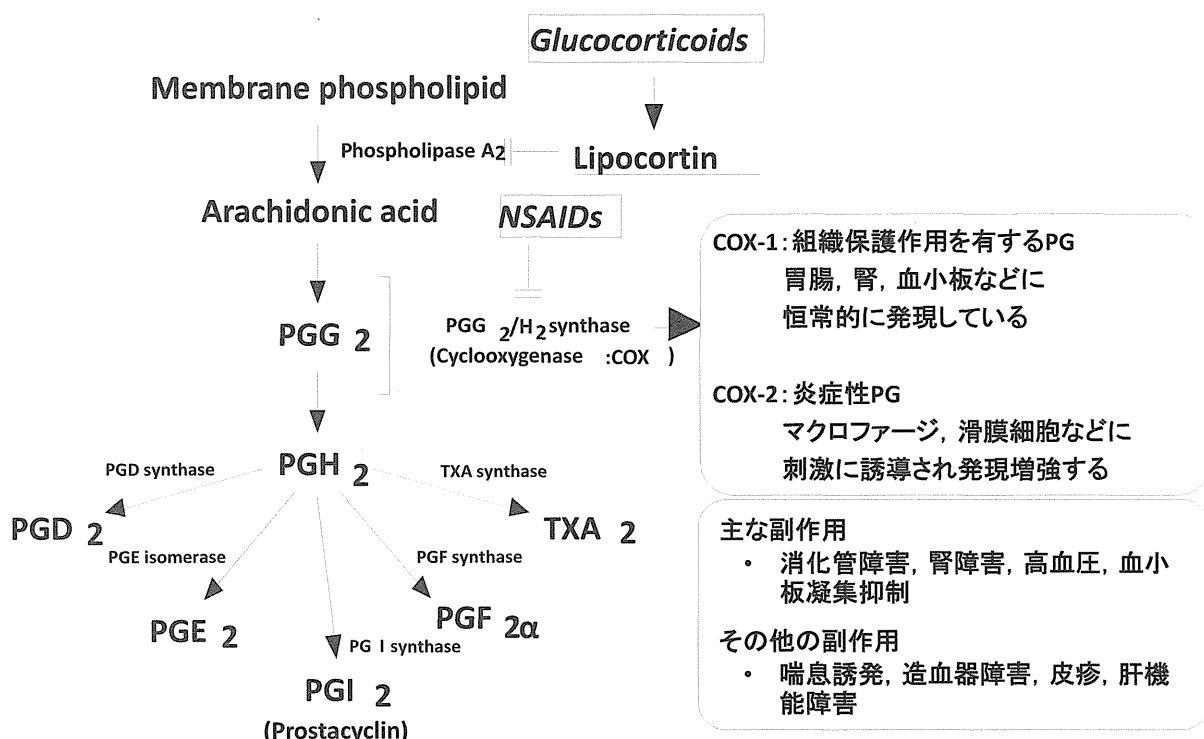 Glucocorticoids
Membrane phospholipid
Phospholipase A2
Lipocortin
Arachidonic acid
NSAIDs
PGG 2
PGG 2/H2 synthase
(Cyclooxygenase :COX )
PGH 2
PGD synthase
TXA synthase
PGD 2
TXA 2
PGE isomerase
PGF synthase
PGE 2
PGF 2α
PG I synthase
PGI 2
(Prostacyclin)
COX-1：組織保護作用を有するPG
胃腸，腎，血小板などに
恒常的に発現している
COX-2：炎症性PG
マクロファージ，滑膜細胞などに
刺激に誘導され発現増強する
主な副作用
・ 消化管障害，腎障害，高血圧，血小
板凝集抑制
その他の副作用
・ 喘息誘発，造血器障害，皮疹，肝機
能障害